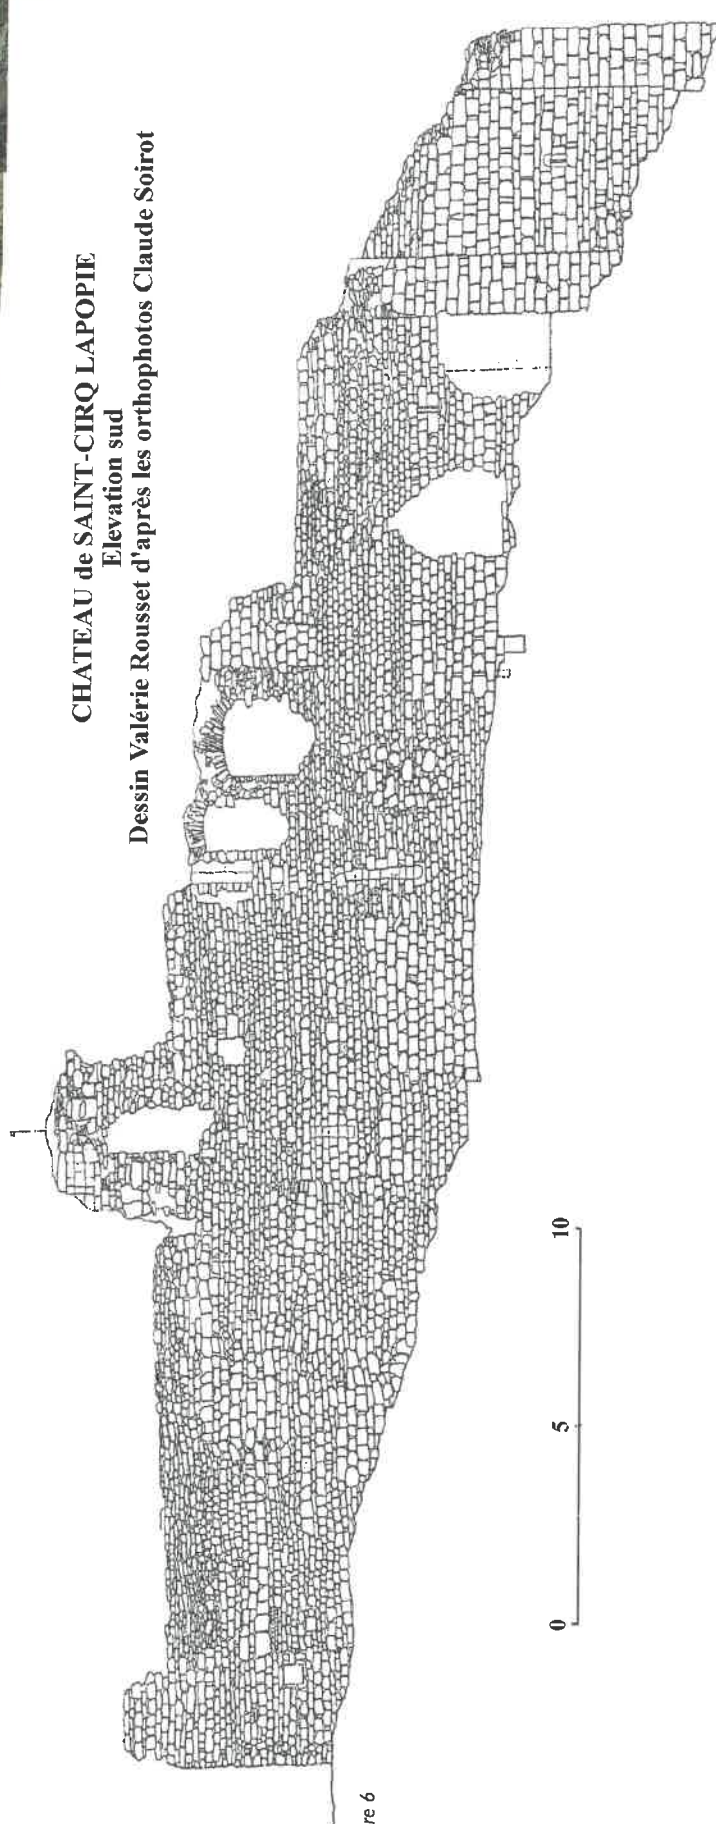 CHATEAU de SAINT-CIRQ LAPOPIE
Elevation sud
Dessin Valérie Rousset d'après les orthophotos Claude Soirot
0 5 10
re 6